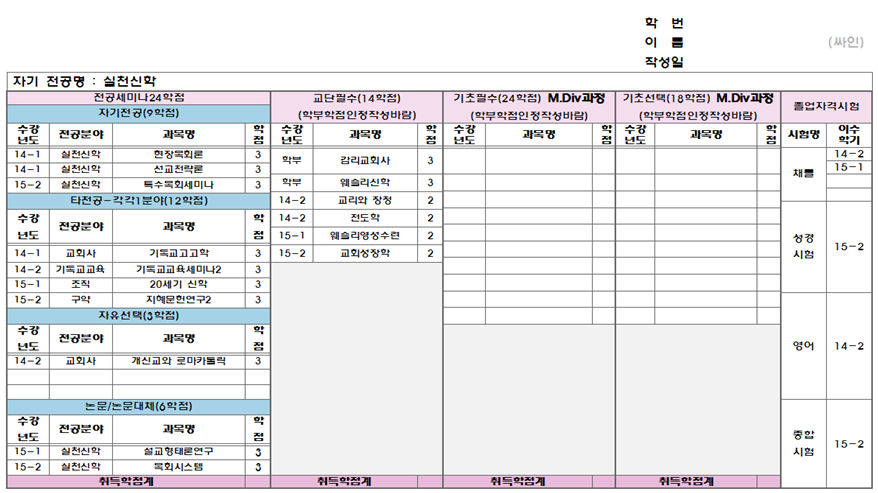 학 번
이 름 (싸인)
작성일
자기 전공명 : 실천신학
전공세미나24학점
자기전공(9학점)
수강년도 전공분야 과목명 학점
14-1 실천신학 현장목회론 3
14-1 실천신학 선교전략론 3
15-2 실천신학 특수목회세미나 3
타전공-각각1분야(12학점)
수강년도 전공분야 과목명 학점
14-1 교회사 기독교고고학 3
14-2 기독교교육 기독교교육세미나2 3
15-1 조직 20세기 신학 3
15-2 구약 지혜문헌연구2 3
자유선택(3학점)
수강년도 전공분야 과목명 학점
14-2 교회사 개신교와 로마카톨릭 3
논문/논문대체(6학점)
수강년도 전공분야 과목명 학점
15-1 실천신학 설교형태론연구 3
15-2 실천신학 목회시스템 3
취득학점계
교단필수(14학점)
(학부학점인정작성바람)
수강년도 과목명 학점
학부 감리교회사 3
학부 웨슬리신학 3
14-2 교리와 장정 2
14-2 전도학 2
15-1 웨슬리영성수련 2
15-2 교회성장학 2
취득학점계
기초필수(24학점) M.Div과정
(학부학점인정작성바람)
수강년도 과목명 학점
취득학점계
기초선택(18학점) M.Div과정
(학부학점인정작성바람)
수강년도 과목명 학점
취득학점계
졸업자격시험
시험명 이수학기
채플 14-2
15-1
성경시험 15-2
영어 14-2
종합시험 15-2